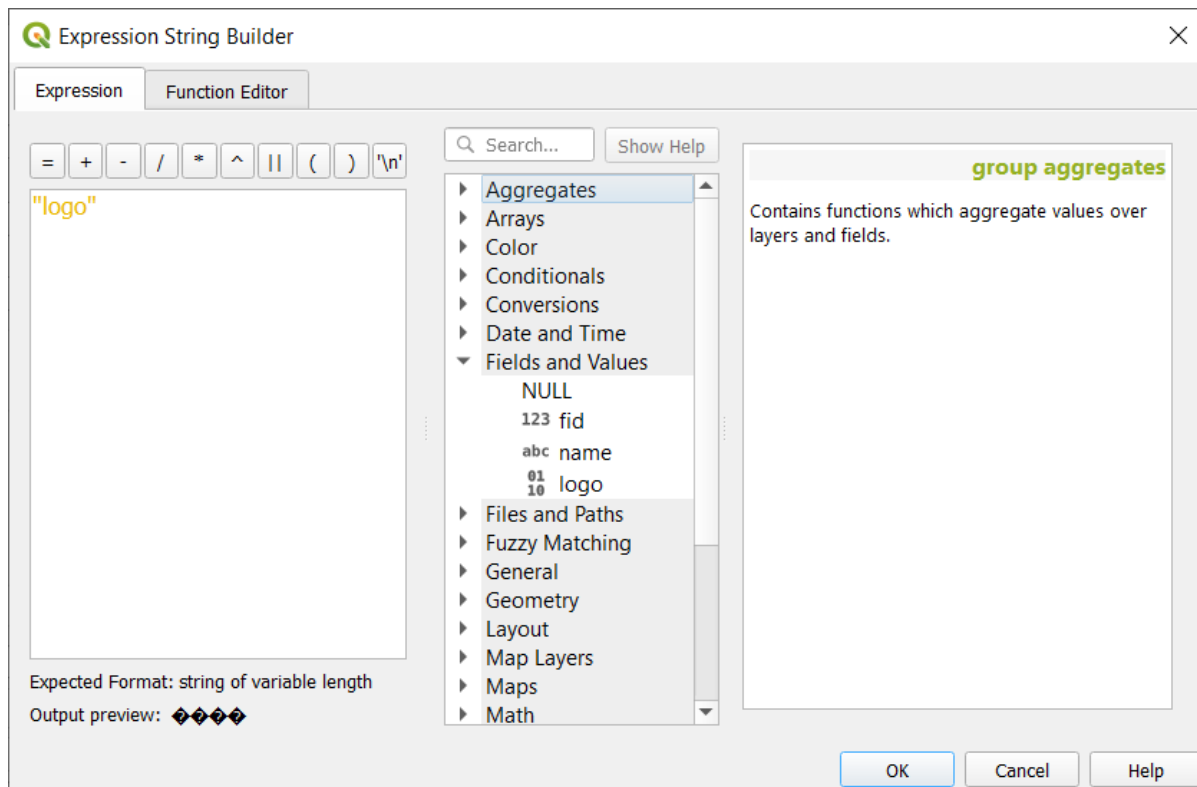 Expression String Builder
Expression
Function Editor
= + - / * ^ || ( ) '\n'
"logo"
Expected Format: string of variable length
Output preview: ����
Search...
Show Help
Aggregates
Arrays
Color
Conditionals
Conversions
Date and Time
Fields and Values
NULL
123 fid
abc name
01
10 logo
Files and Paths
Fuzzy Matching
General
Geometry
Layout
Map Layers
Maps
Math
group aggregates
Contains functions which aggregate values over
layers and fields.
OK
Cancel
Help